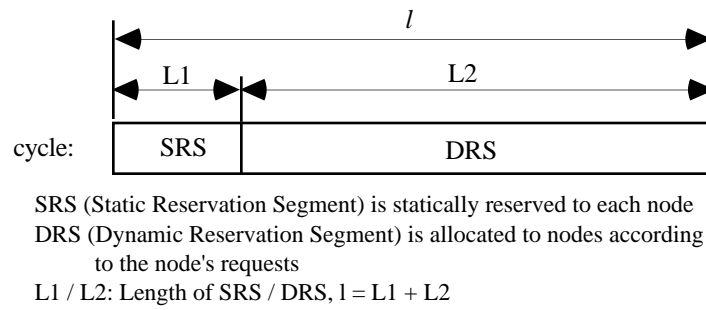 l
L1 L2
cycle: SRS DRS
SRS (Static Reservation Segment) is statically reserved to each node
DRS (Dynamic Reservation Segment) is allocated to nodes according
to the node's requests
L1 / L2: Length of SRS / DRS, l = L1 + L2